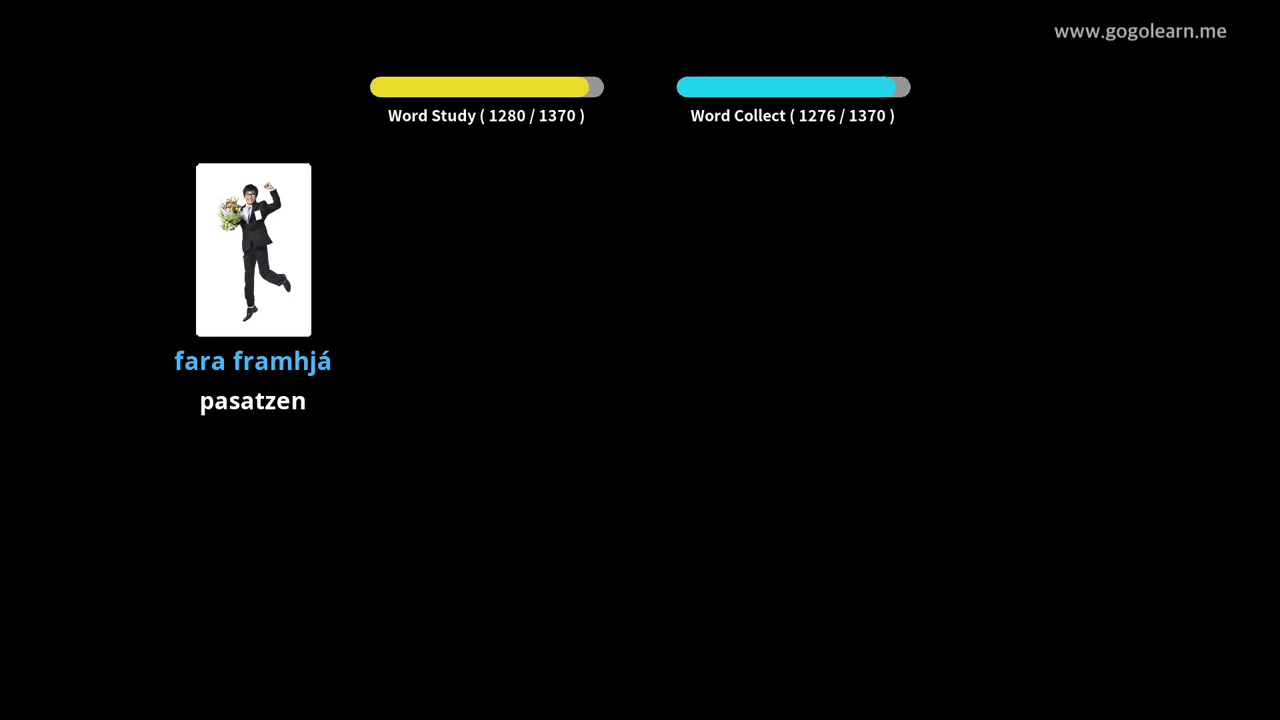 www.gogolearn.me
Word Study ( 1280 / 1370 )
Word Collect ( 1276 / 1370 )
fara framhjá
pasatzen